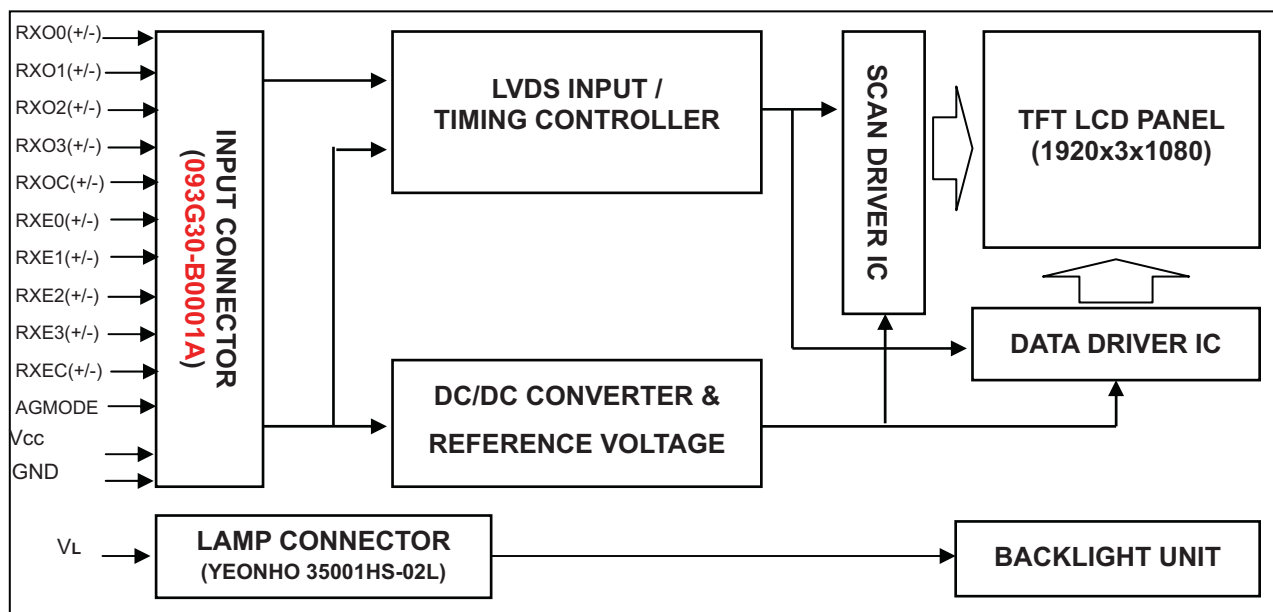 RXO0(+/-)
RXO1(+/-)
RXO2(+/-)
RXO3(+/-)
RXOC(+/-)
RXE0(+/-)
RXE1(+/-)
RXE2(+/-)
RXE3(+/-)
RXEC(+/-)
AGMODE
Vcc
GND
INPUT CONNECTOR
(093G30-B0001A)
LVDS INPUT /
TIMING CONTROLLER
SCAN DRIVER IC
TFT LCD PANEL
(1920x3x1080)
DATA DRIVER IC
DC/DC CONVERTER &
REFERENCE VOLTAGE
VL
LAMP CONNECTOR
(YEONHO 35001HS-02L)
BACKLIGHT UNIT